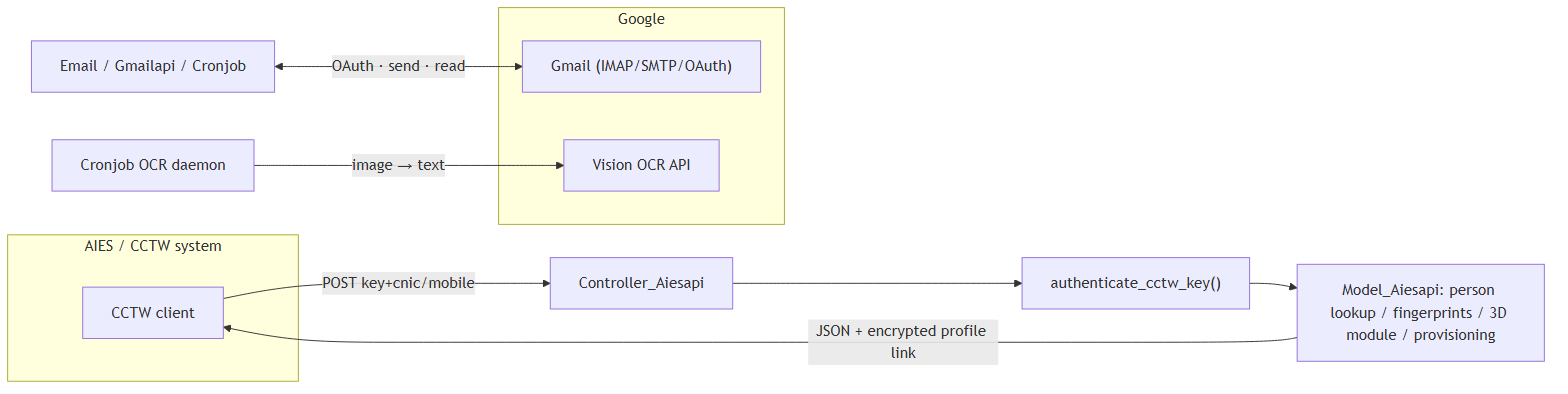 Google
Email / Gmailapi / Cronjob
OAuth · send · read
Gmail (IMAP/SMTP/OAuth)
Cronjob OCR daemon
image → text
Vision OCR API
AIES / CCTW system
CCTW client
POST key+cnic/mobile
Controller_Aiesapi
authenticate_cctw_key()
Model_Aiesapi: person
lookup / fingerprints / 3D
module / provisioning
JSON + encrypted profile
link